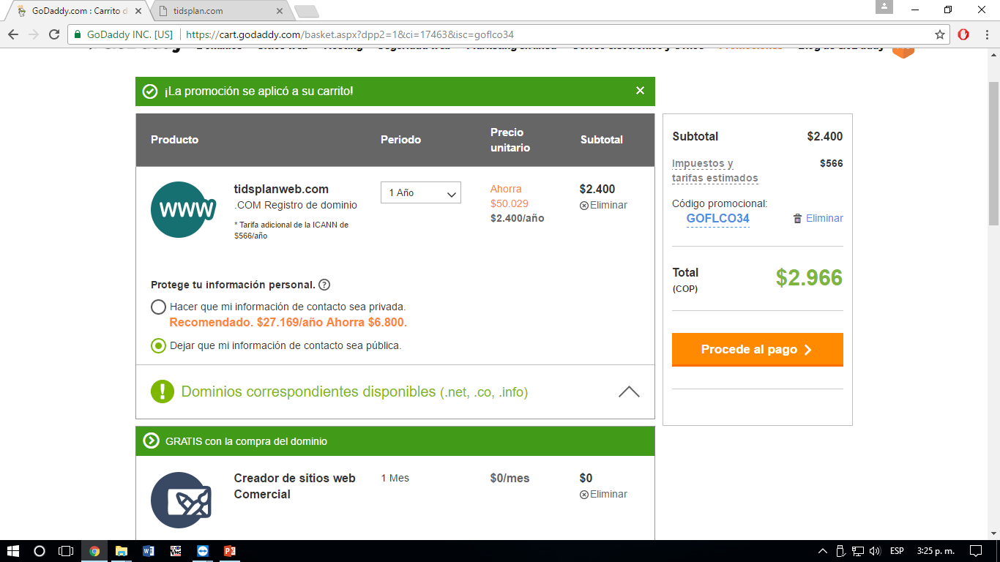 GoDaddy.com : Carrito d
tidsplan.com
GoDaddy INC. [US]
https://cart.godaddy.com/basket.aspx?dpp2=1&ci=17463&isc=goflco34
¡La promoción se aplicó a su carrito!
Producto
Periodo
Precio
unitario
Subtotal
tidsplanweb.com
.COM Registro de dominio
* Tarifa adicional de la ICANN de
$566/año
1 Año
Ahorra
$50.029
$2.400/año
$2.400
Eliminar
Protege tu información personal. ?
Hacer que mi información de contacto sea privada.
Recomendado. $27.169/año Ahorra $6.800.
Dejar que mi información de contacto sea pública.
Dominios correspondientes disponibles (.net, .co, .info)
GRATIS con la compra del dominio
Creador de sitios web
Comercial
1 Mes
$0/mes
$0
Eliminar
WWW
Subtotal
$2.400
Impuestos y
tarifas estimados
$566
Código promocional:
GOFLCO34
Eliminar
Total
(COP)
$2.966
Procede al pago
ESP
3:25 p. m.